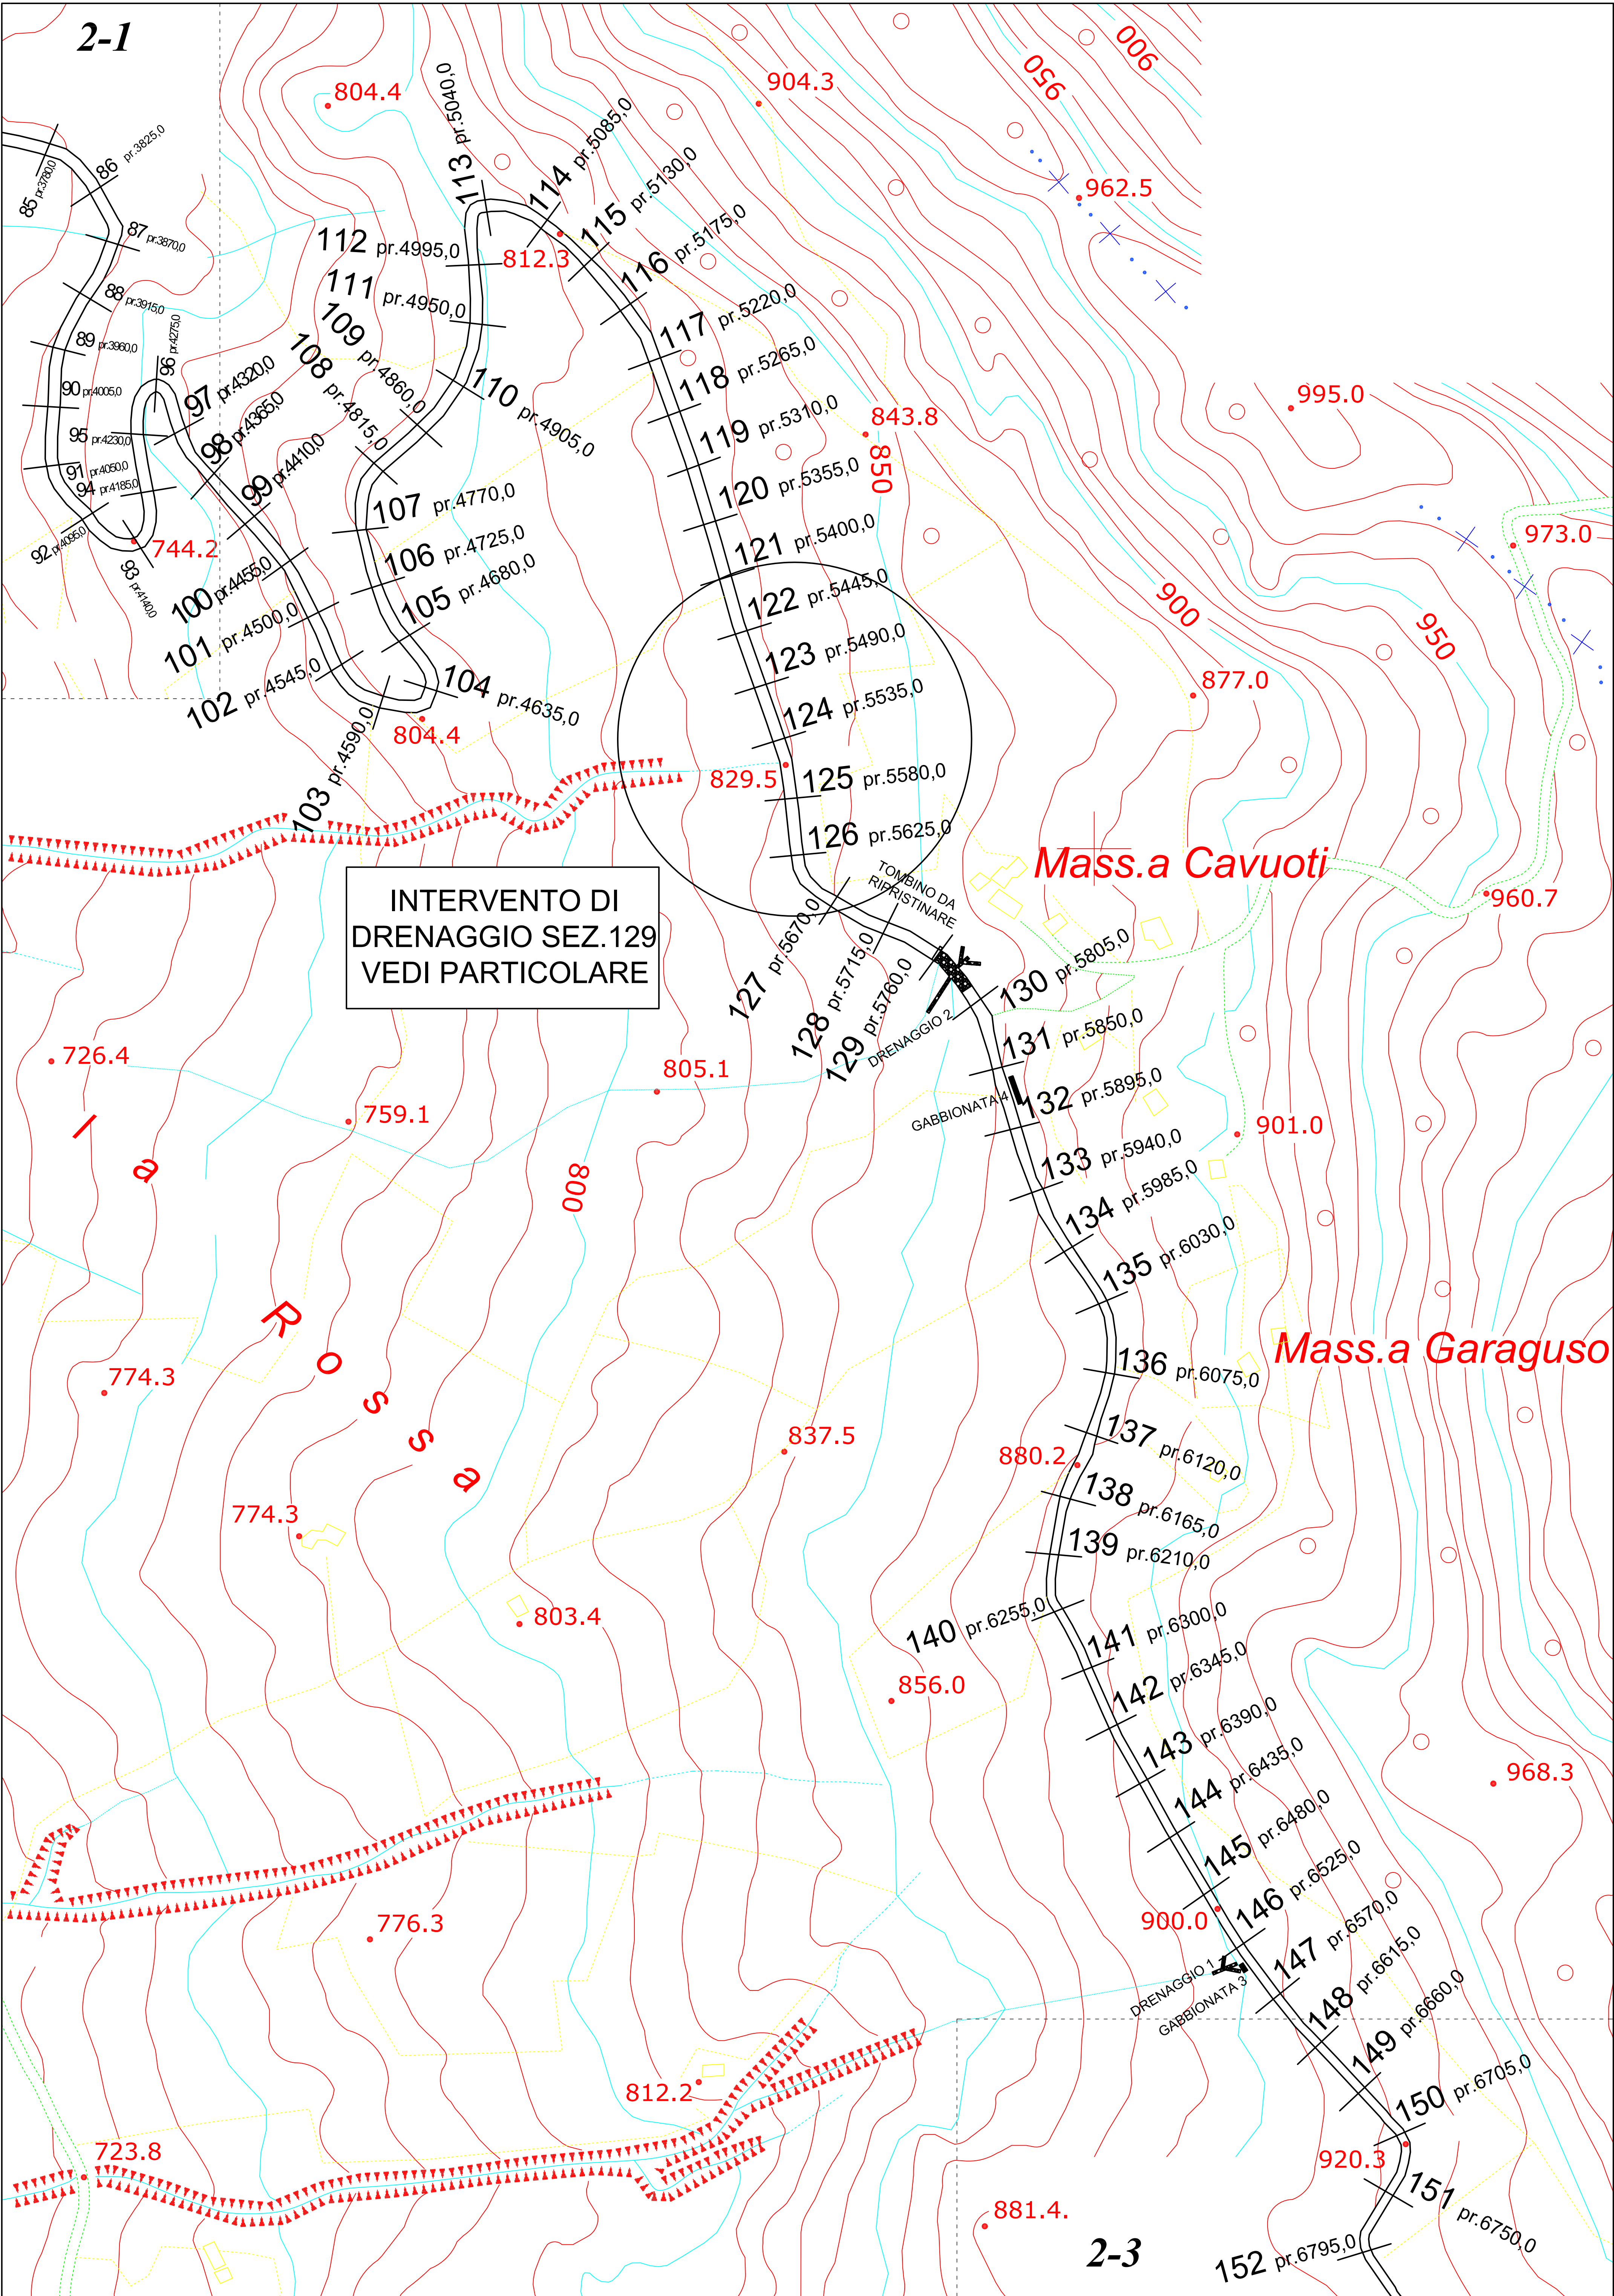 2-1
85 pr.3780,0
86 pr.3825,0
87 pr.3870,0
88 pr.3915,0
89 pr.3960,0
90 pr.4005,0
95 pr.4230,0
91 pr.4050,0
94 pr.4185,0
92 pr.4095,0
93 pr.4140,0
744.2
96 pr.4275,0
97 pr.4320,0
98 pr.4365,0
99 pr.4410,0
100 pr.4455,0
101 pr.4500,0
102 pr.4545,0
103 pr.4590,0
104 pr.4635,0
804.4
105 pr.4680,0
106 pr.4725,0
107 pr.4770,0
108 pr.4815,0
109 pr.4860,0
110 pr.4905,0
111 pr.4950,0
112 pr.4995,0
113 pr.5040,0
804.4
812.3
114 pr.5085,0
115 pr.5130,0
116 pr.5175,0
117 pr.5220,0
118 pr.5265,0
119 pr.5310,0
120 pr.5355,0
121 pr.5400,0
122 pr.5445,0
123 pr.5490,0
124 pr.5535,0
829.5
125 pr.5580,0
126 pr.5625,0
904.3
950
900
962.5
995.0
843.8
850
973.0
900
950
877.0
Mass.a Cavuoti
960.7
INTERVENTO DI
DRENAGGIO SEZ.129
VEDI PARTICOLARE
TOMBINO DA
RIPRISTINARE
127 pr.5670,0
128 pr.5715,0
129 pr.5760,0
DRENAGGIO 2
130 pr.5805,0
131 pr.5850,0
GABBIONATA 4
132 pr.5895,0
133 pr.5940,0
134 pr.5985,0
135 pr.6030,0
901.0
726.4
759.1
805.1
800
la Rossa
Mass.a Garaguso
136 pr.6075,0
137 pr.6120,0
880.2
138 pr.6165,0
139 pr.6210,0
140 pr.6255,0
141 pr.6300,0
142 pr.6345,0
143 pr.6390,0
144 pr.6435,0
145 pr.6480,0
146 pr.6525,0
900.0
774.3
774.3
837.5
803.4
856.0
968.3
776.3
DRENAGGIO 1
GABBIONATA 3
147 pr.6570,0
148 pr.6615,0
149 pr.6660,0
150 pr.6705,0
920.3
151 pr.6750,0
152 pr.6795,0
812.2
723.8
881.4.
2-3